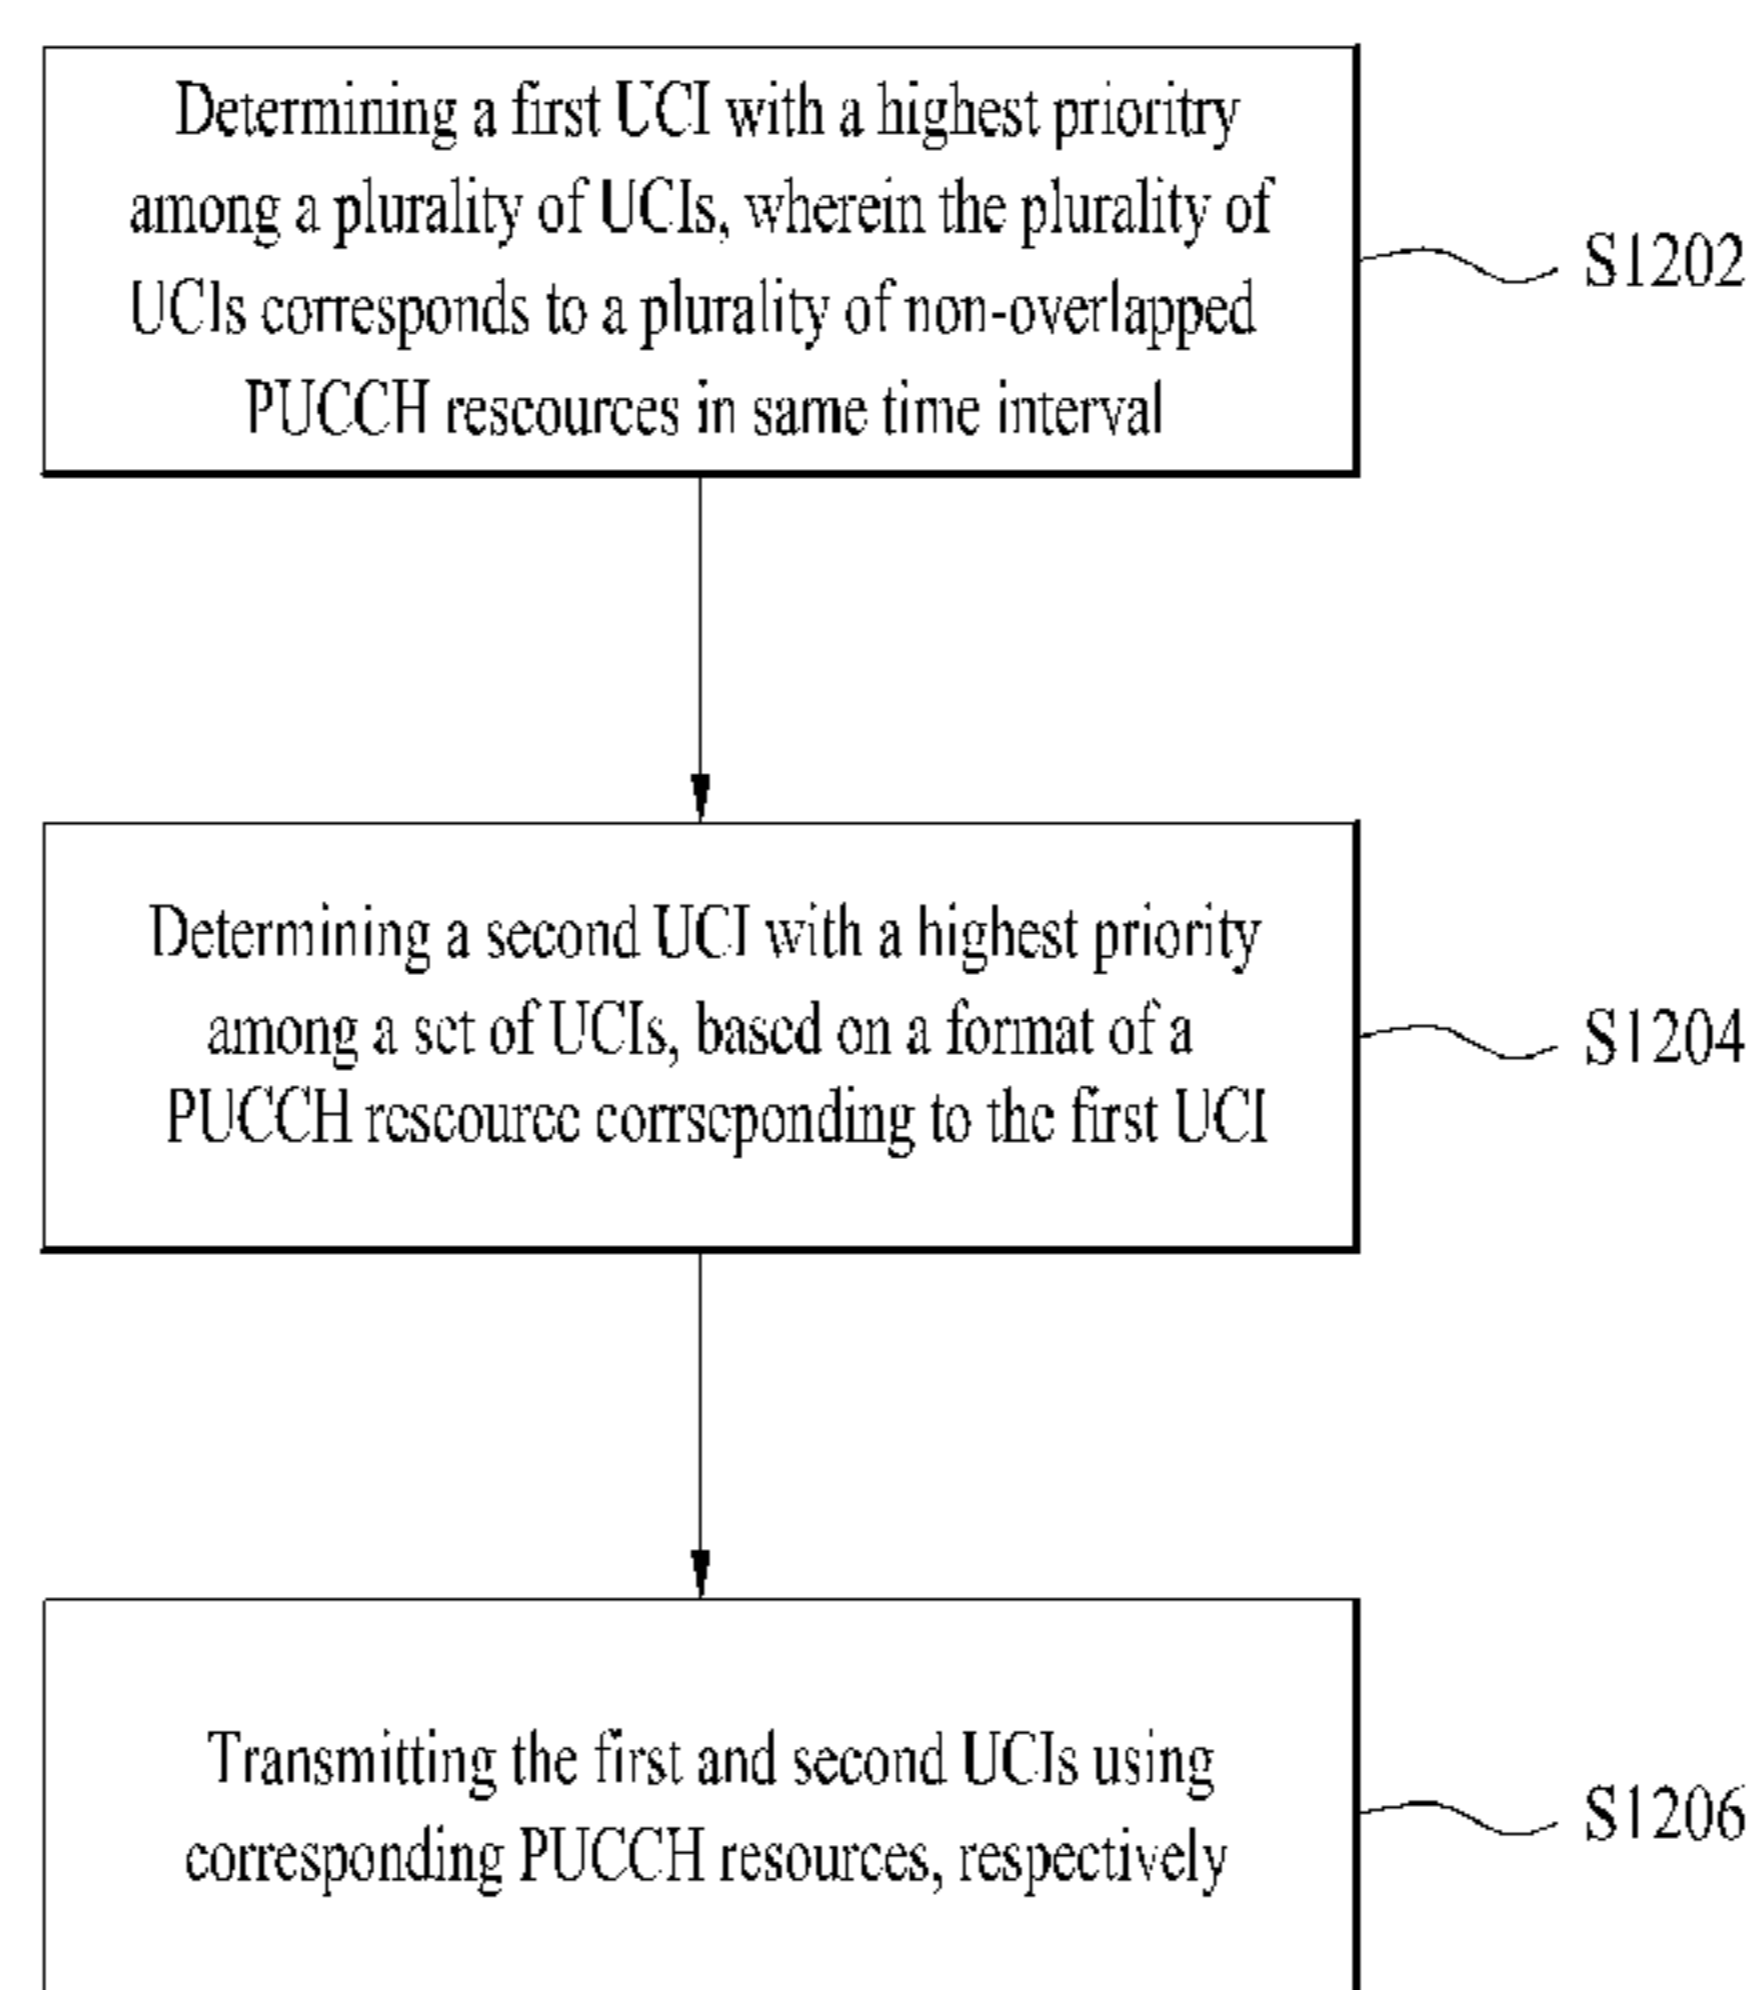 Determining a first UCI with a highest prioritry
among a plurality of UCIs, wherein the plurality of
UCIs corresponds to a plurality of non-overlapped
PUCCH rescources in same time interval
S1202
Determining a second UCI with a highest priority
among a set of UCIs, based on a format of a
PUCCH rescource corrseponding to the first UCI
S1204
Transmitting the first and second UCIs using
corresponding PUCCH resources, respectively
S1206